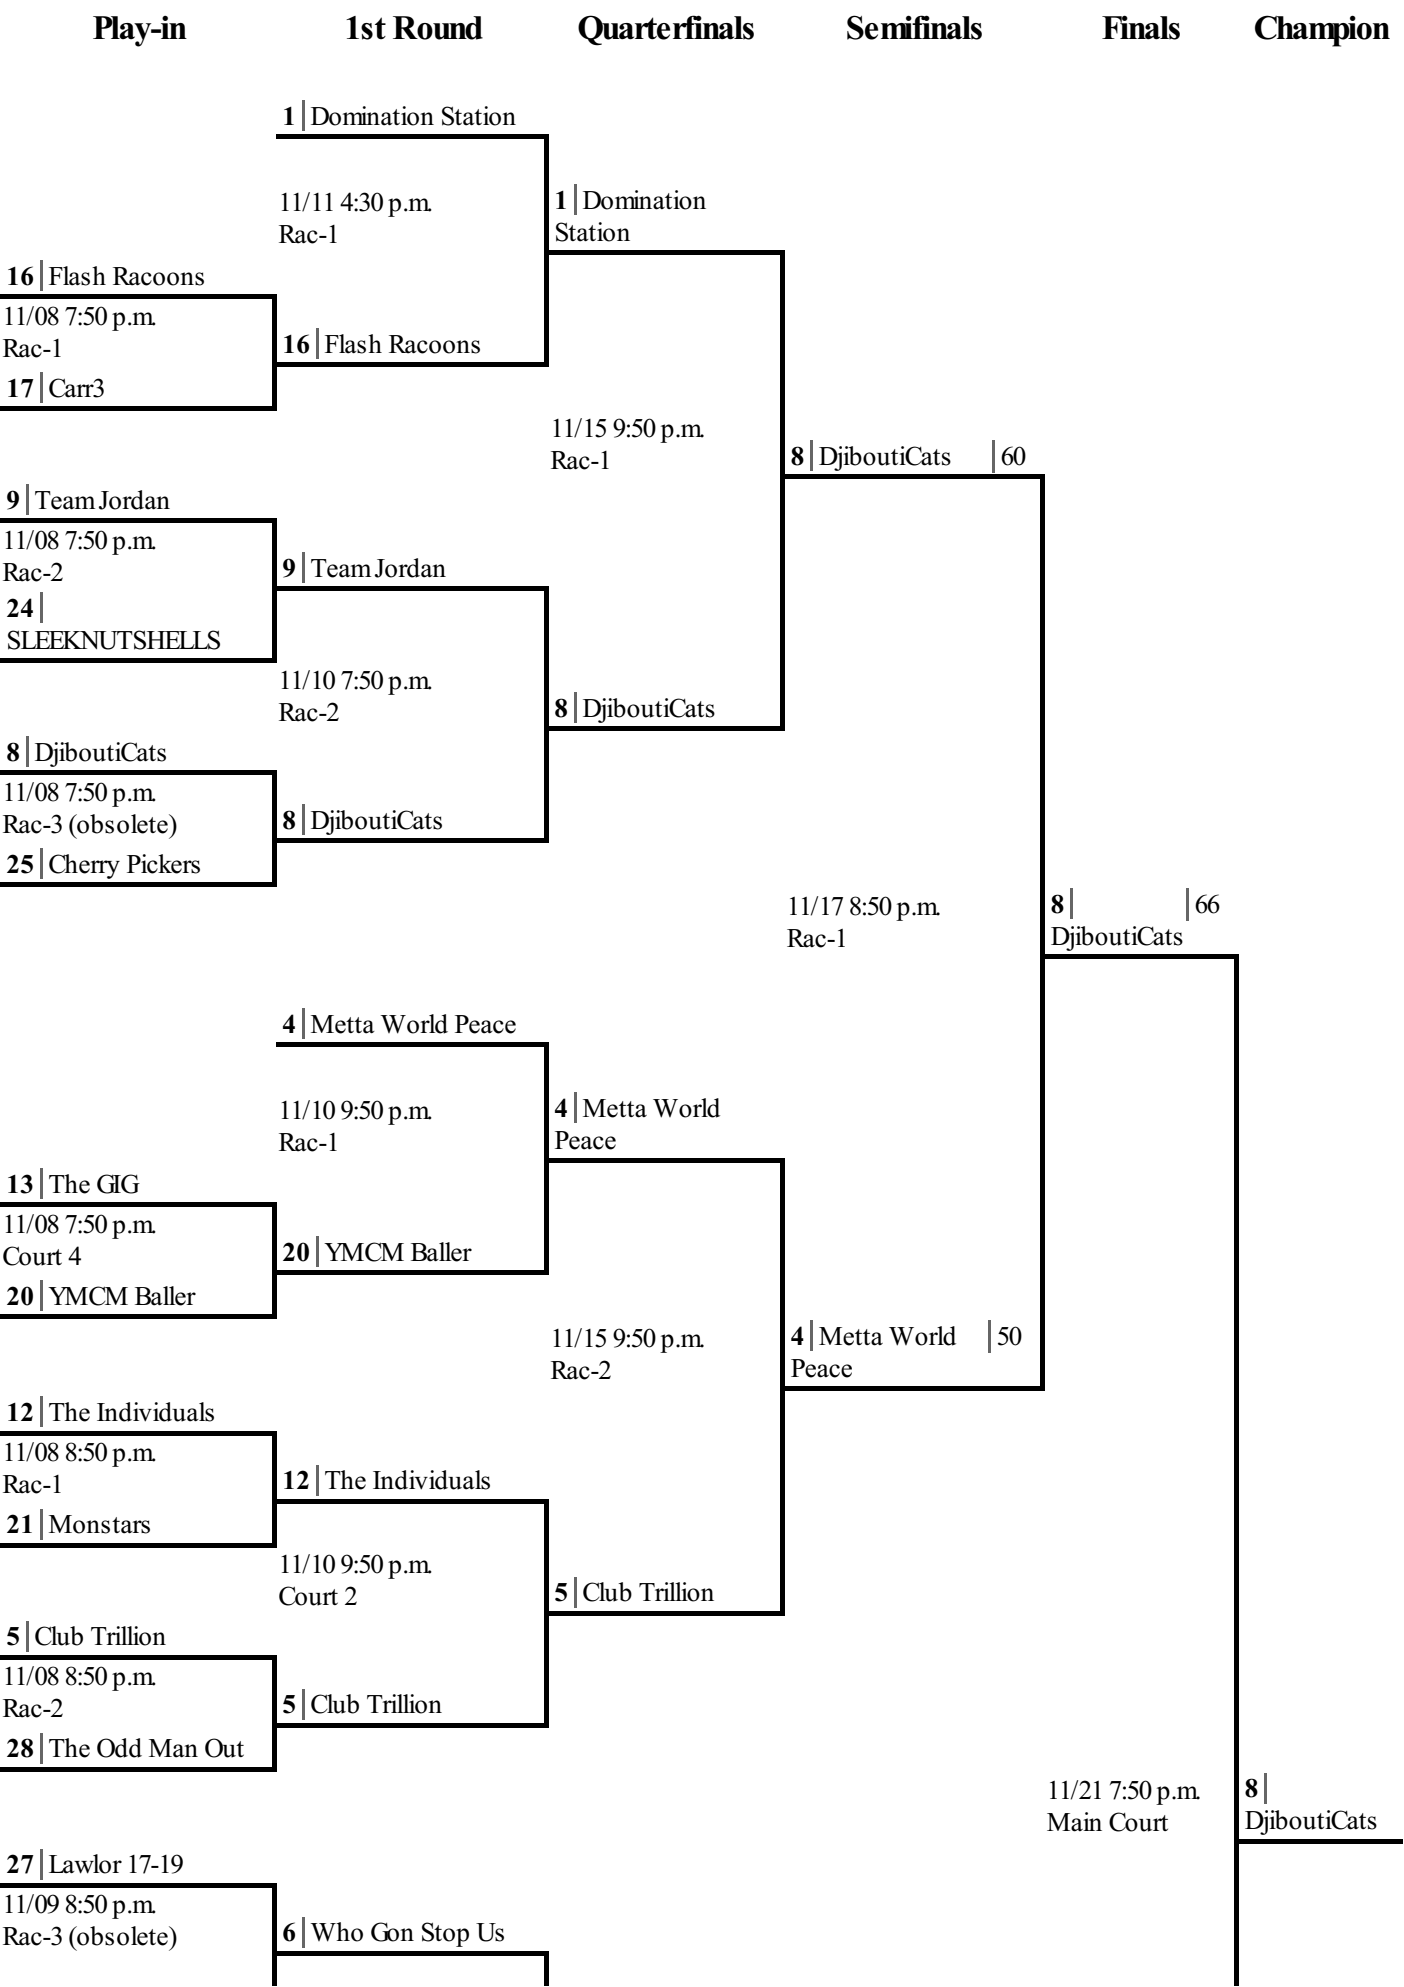 Play-in 1st Round Quarterfinals Semifinals Finals Champion
1 Domination Station
11/11 4:30 p.m.
Rac-1
1 Domination
Station
16 Flash Racoons
11/08 7:50 p.m.
Rac-1
17 Carr3
16 Flash Racoons
11/15 9:50 p.m.
Rac-1
8 DjiboutiCats 60
9 Team Jordan
11/08 7:50 p.m.
Rac-2
24
SLEEKNUTSHELLS
9 Team Jordan
11/10 7:50 p.m.
Rac-2
8 DjiboutiCats
8 DjiboutiCats
11/08 7:50 p.m.
Rac-3 (obsolete)
25 Cherry Pickers
8 DjiboutiCats
11/17 8:50 p.m.
Rac-1
8 66
DjiboutiCats
4 Metta World Peace
11/10 9:50 p.m.
Rac-1
4 Metta World
Peace
13 The GIG
11/08 7:50 p.m.
Court 4
20 YMCM Baller
20 YMCM Baller
11/15 9:50 p.m.
Rac-2
4 Metta World 50
Peace
12 The Individuals
11/08 8:50 p.m.
Rac-1
21 Monstars
12 The Individuals
11/10 9:50 p.m.
Court 2
5 Club Trillion
5 Club Trillion
11/08 8:50 p.m.
Rac-2
28 The Odd Man Out
5 Club Trillion
11/21 7:50 p.m.
Main Court
8
DjiboutiCats
27 Lawlor 17-19
11/09 8:50 p.m.
Rac-3 (obsolete)
6 Who Gon Stop Us